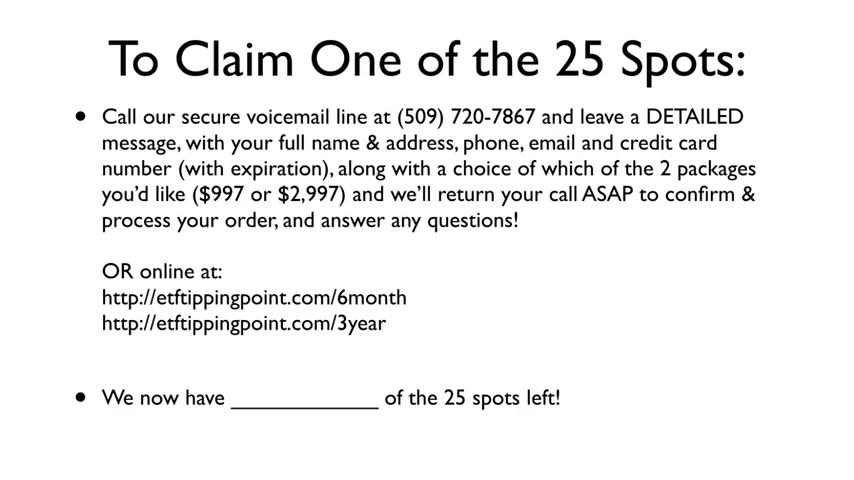 To Claim One of the 25 Spots:
• Call our secure voicemail line at (509) 720-7867 and leave a DETAILED
message, with your full name & address, phone, email and credit card
number (with expiration), along with a choice of which of the 2 packages
you'd like ($997 or $2,997) and we'll return your call ASAP to confirm &
process your order, and answer any questions!
OR online at:
http://etftippingpoint.com/6month
http://etftippingpoint.com/3year
• We now have _____________ of the 25 spots left!